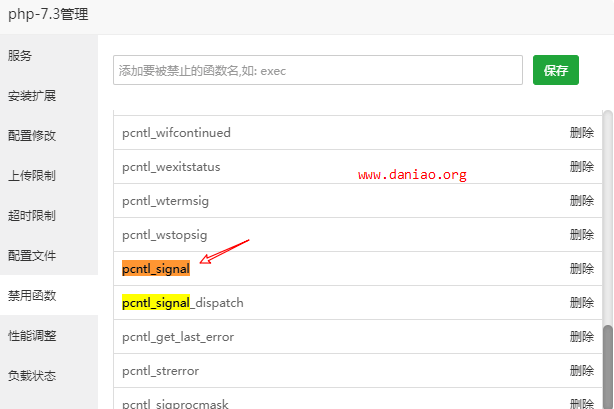 php-7.3管理
服务
安装扩展
配置修改
上传限制
超时限制
配置文件
禁用函数
性能调整
负载状态
添加要被禁止的函数名,如: exec
保存
pcntl_wifcontinued 删除
pcntl_wexitstatus 删除
www.daniao.org
pcntl_wtermsig 删除
pcntl_wstopsig 删除
pcntl_signal 删除
pcntl_signal_dispatch 删除
pcntl_get_last_error 删除
pcntl_strerror 删除
pcntl_sigprocmask 删除